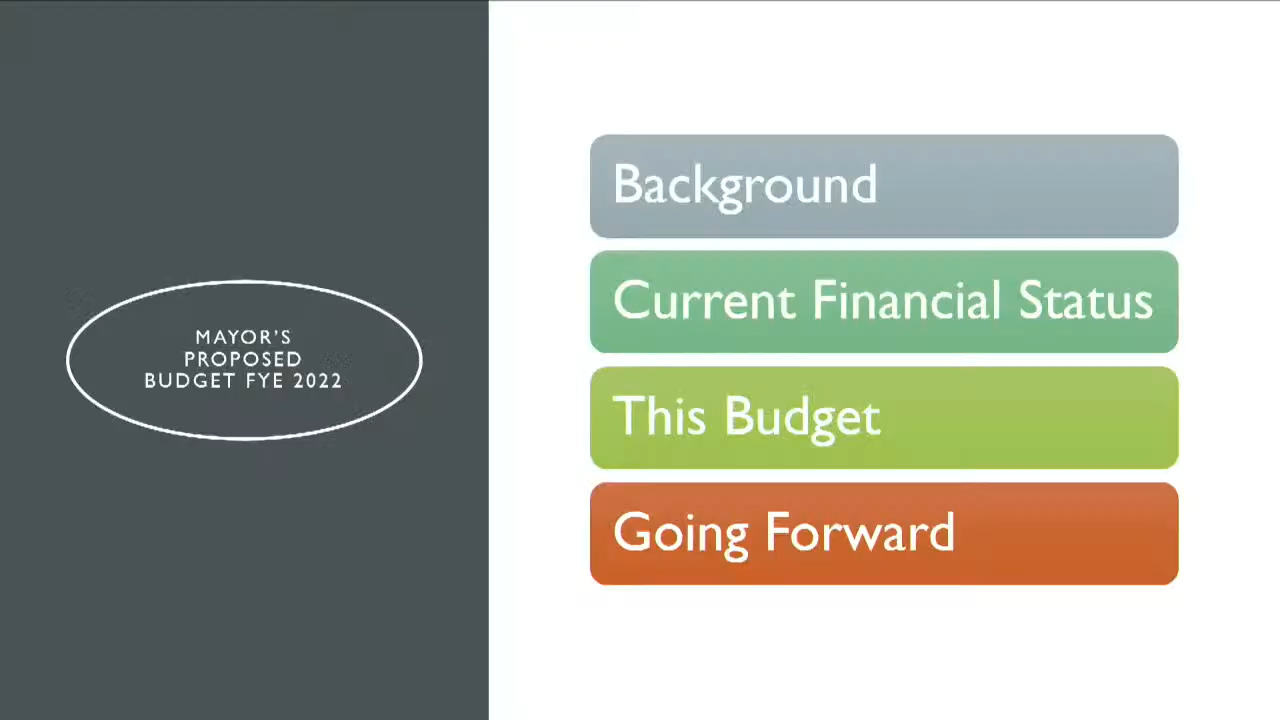 MAYOR'S
PROPOSED
BUDGET FYE 2022
Background
Current Financial Status
This Budget
Going Forward